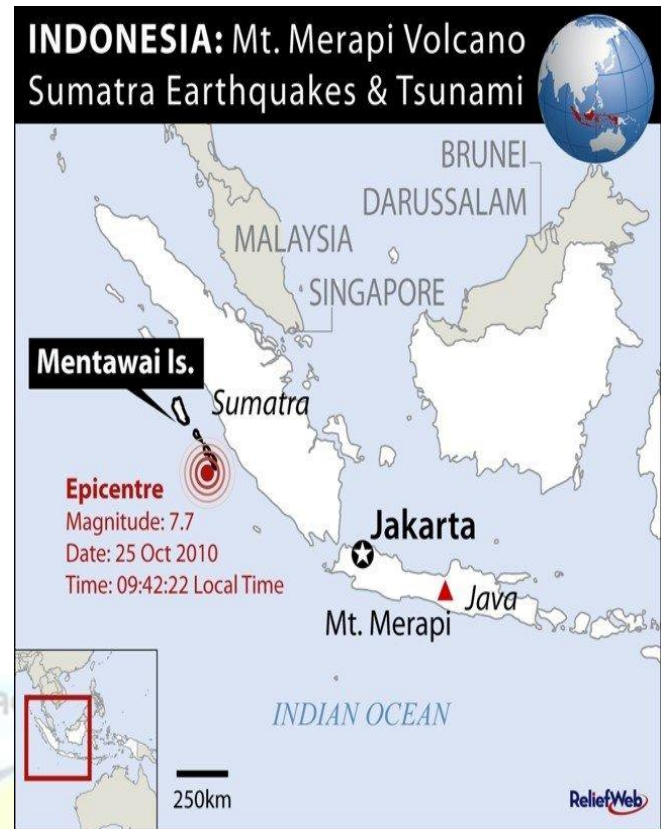 INDONESIA: Mt. Merapi Volcano
Sumatra Earthquakes & Tsunami
BRUNEI
DARUSSALAM
MALAYSIA
SINGAPORE
Mentawai Is.
Sumatra
Epicentre
Magnitude: 7.7
Date: 25 Oct 2010
Time: 09:42:22 Local Time
Jakarta
Java
Mt. Merapi
INDIAN OCEAN
250km
ReliefWeb